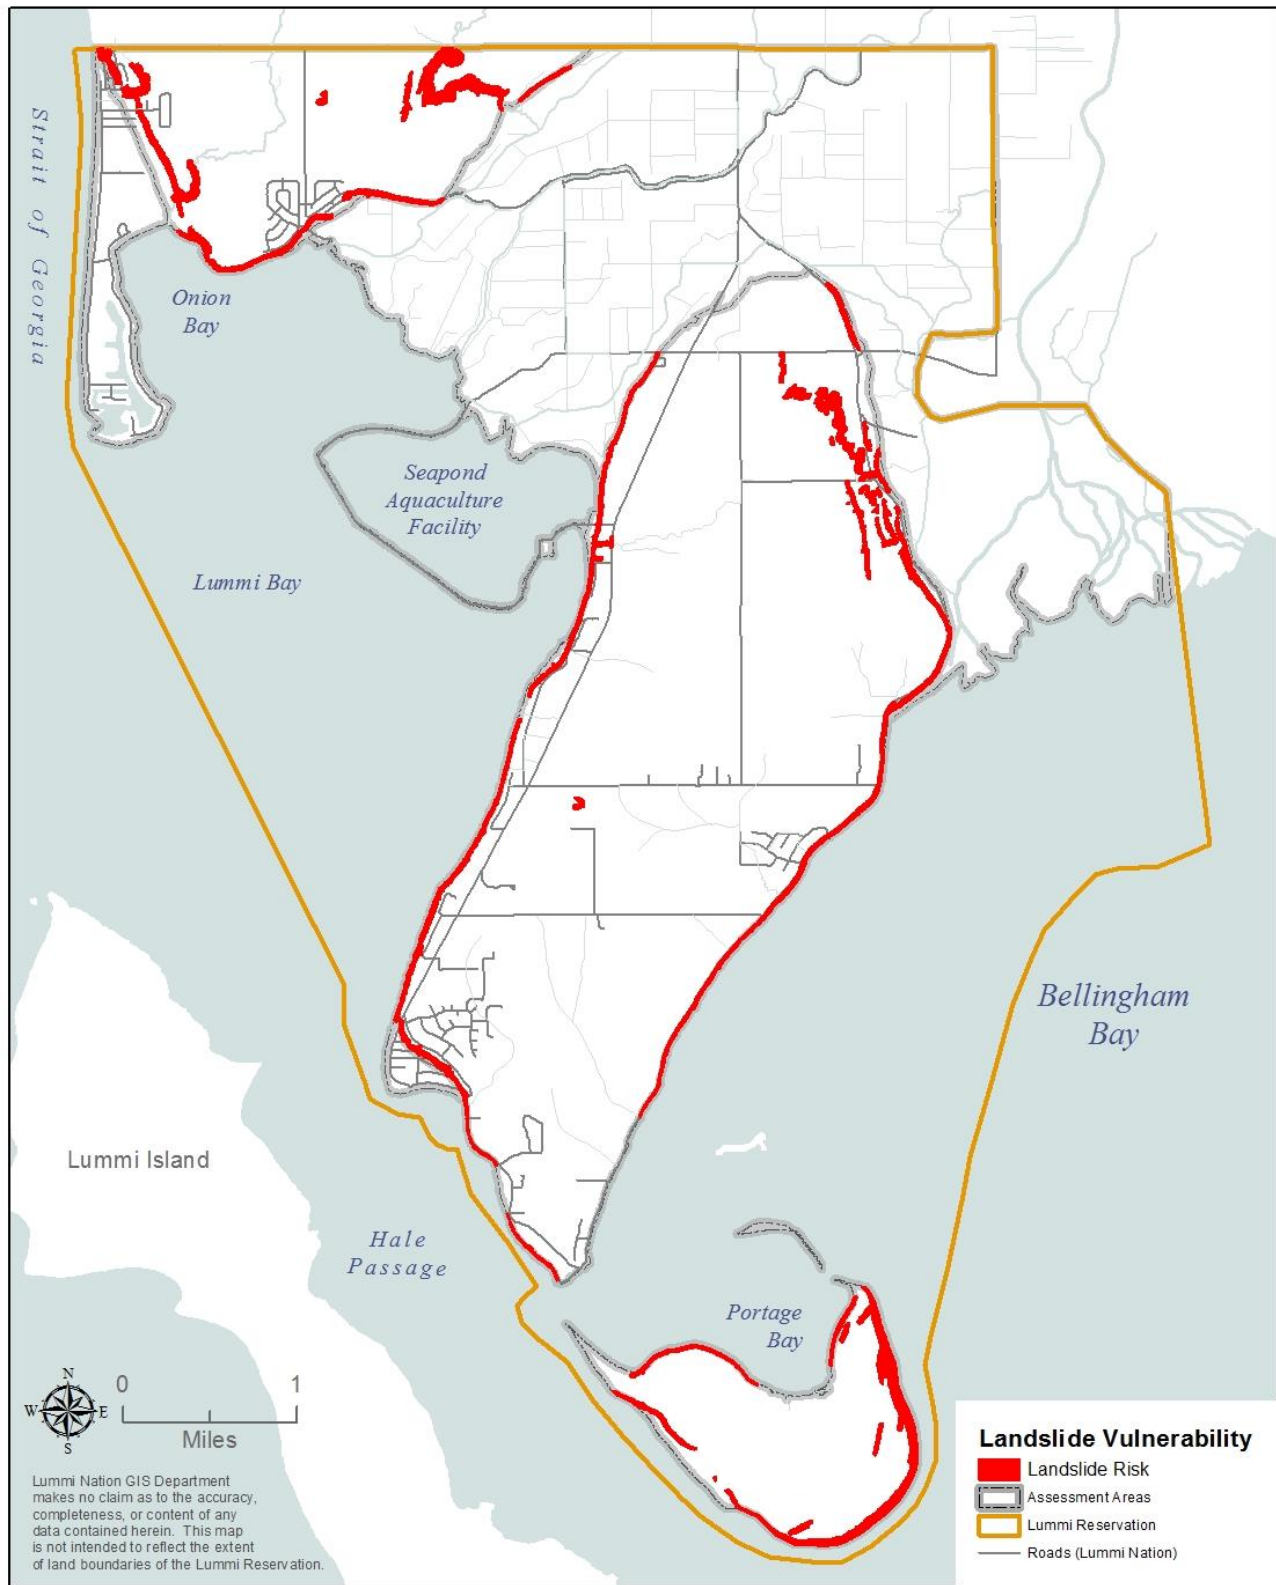 Strait of Georgia
Onion
Bay
Seapond
Aquaculture
Facility
Lummi Bay
Bellingham
Bay
Lummi Island
Hale
Passage
Portage
Bay
N
W E
S
0 1
Miles
Lummi Nation GIS Department
makes no claim as to the accuracy,
completeness, or content of any
data contained herein. This map
is not intended to reflect the extent
of land boundaries of the Lummi Reservation.
Landslide Vulnerability
Landslide Risk
Assessment Areas
Lummi Reservation
Roads (Lummi Nation)